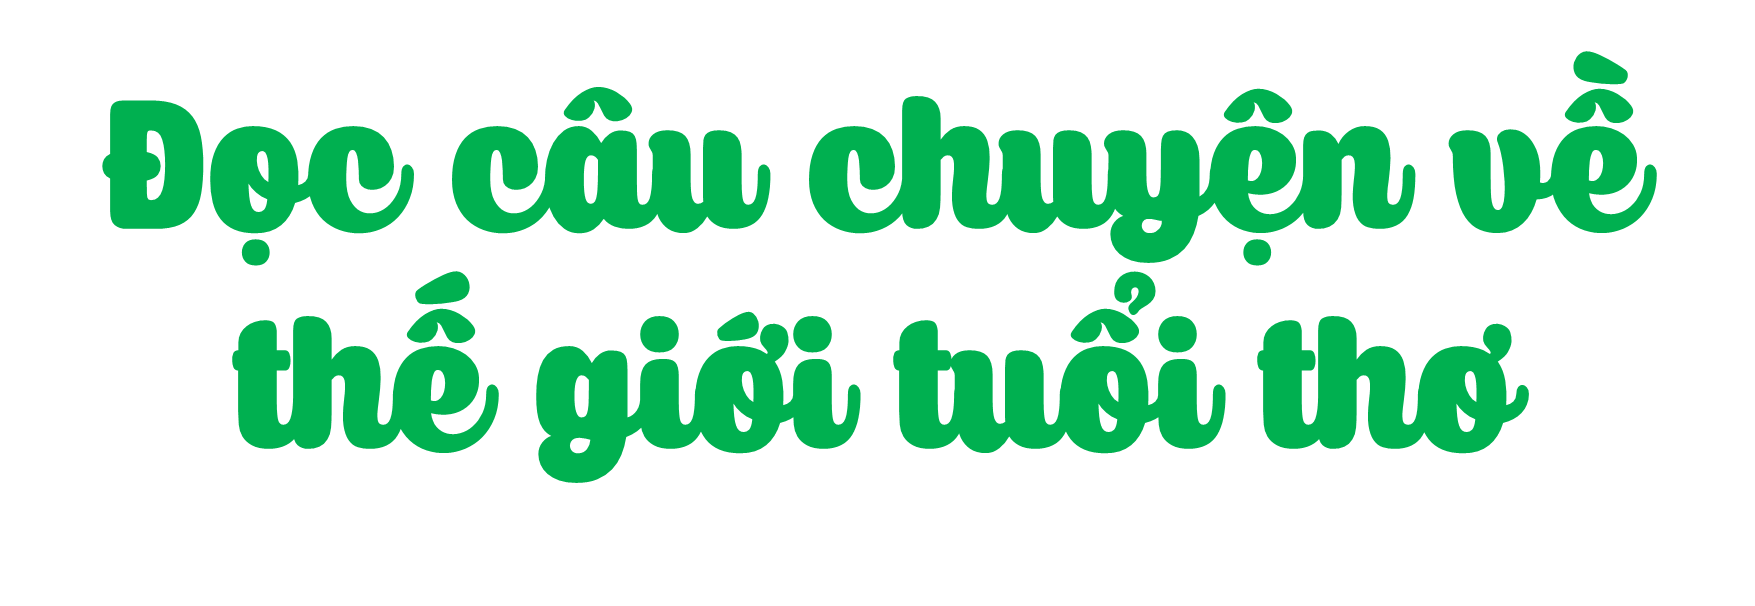 Đọc câu chuyện về
thế giới tuổi thơ